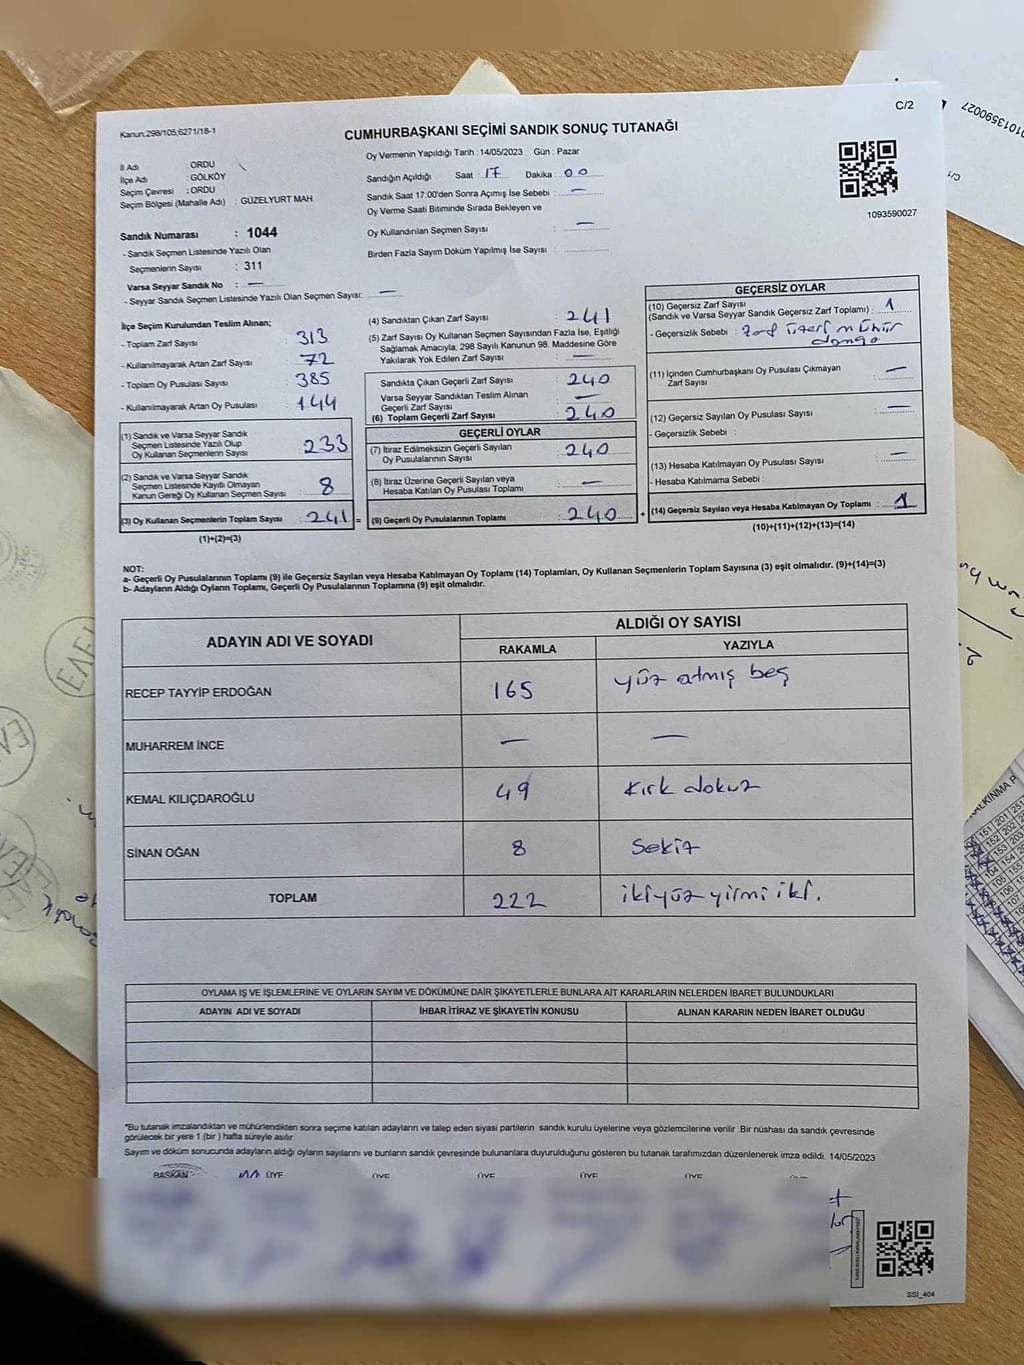 C/2
Kanun:298/105;6271/18-1
CUMHURBAŞKANI SEÇİMİ SANDIK SONUÇ TUTANAĞI
İl Adı : ORDU
İlçe Adı : GÖLKÖY
Seçim Çevresi : ORDU
Seçim Bölgesi (Mahalle Adı) : GÜZELYURT MAH
Sandık Numarası : 1044
- Sandık Seçmen Listesinde Yazılı Olan
Seçmenlerin Sayısı : 311
Varsa Seyyar Sandık No : —
- Seyyar Sandık Seçmen Listesinde Yazılı Olan Seçmen Sayısı: —
Oy Vermenin Yapıldığı Tarih : 14/05/2023 Gün : Pazar
Sandığın Açıldığı Saat : 17 Dakika : 00
Sandık Saat 17.00'den Sonra Açımış İse Sebebi : —
Oy Verme Saati Bitiminde Sırada Bekleyen ve
Oy Kullandırılan Seçmen Sayısı : —
Birden Fazla Sayım Döküm Yapılmış İse Sayısı :
1093590027
İlçe Seçim Kurulundan Teslim Alınan;
- Toplam Zarf Sayısı : 313
- Kullanılmayarak Artan Zarf Sayısı : 72
- Toplam Oy Pusulası Sayısı : 385
- Kullanılmayarak Artan Oy Pusulası : 144
(1) Sandık ve Varsa Seyyar Sandık
Seçmen Listesinde Yazılı Olup
Oy Kullanan Seçmenlerin Sayısı : 233
(2) Sandık ve Varsa Seyyar Sandık
Seçmen Listesinde Kayıtlı Olmayan
Kanun Gereği Oy Kullanan Seçmen Sayısı : 8
(3) Oy Kullanan Seçmenlerin Toplam Sayısı : 241 =
(1)+(2)=(3)
(4) Sandıktan Çıkan Zarf Sayısı : 241
(5) Zarf Sayısı Oy Kullanan Seçmen Sayısından Fazla İse, Eşitliği
Sağlamak Amacıyla, 298 Sayılı Kanunun 98. Maddesine Göre
Yakılarak Yok Edilen Zarf Sayısı : —
Sandıkta Çıkan Geçerli Zarf Sayısı : 240
Varsa Seyyar Sandıktan Teslim Alınan
Geçerli Zarf Sayısı : —
(6) Toplam Geçerli Zarf Sayısı : 240
GEÇERLİ OYLAR
(7) İtiraz Edilmeksizin Geçerli Sayılan
Oy Pusulalarının Sayısı : 240
(8) İtiraz Üzerine Geçerli Sayılan veya
Hesaba Katılan Oy Pusulası Toplamı : —
(9) Geçerli Oy Pusulalarının Toplamı : 240 +
GEÇERSİZ OYLAR
(10) Geçersiz Zarf Sayısı
(Sandık ve Varsa Seyyar Sandık Geçersiz Zarf Toplamı) : 1
- Geçersizlik Sebebi : Zarf üzeri mühür
(11) İçinden Cumhurbaşkanı Oy Pusulası Çıkmayan
Zarf Sayısı : —
(12) Geçersiz Sayılan Oy Pusulası Sayısı : —
- Geçersizlik Sebebi :
(13) Hesaba Katılmayan Oy Pusulası Sayısı : —
- Hesaba Katılmama Sebebi :
(14) Geçersiz Sayılan veya Hesaba Katılmayan Oy Toplamı : 1
(10)+(11)+(12)+(13)=(14)
NOT:
a- Geçerli Oy Pusulalarının Toplamı (9) ile Geçersiz Sayılan veya Hesaba Katılmayan Oy Toplamı (14) Toplamları, Oy Kullanan Seçmenlerin Toplam Sayısına (3) eşit olmalıdır. (9)+(14)=(3)
b- Adayların Aldığı Oyların Toplamı, Geçerli Oy Pusulalarının Toplamına (9) eşit olmalıdır.
ADAYIN ADI VE SOYADI
ALDIĞI OY SAYISI
RAKAMLA YAZIYLA
RECEP TAYYİP ERDOĞAN 165 yüz atmış beş
MUHARREM İNCE — —
KEMAL KILIÇDAROĞLU 49 Kırk dokuz
SİNAN OĞAN 8 Sekiz
TOPLAM 222 ikiyüz yirmi iki.
OYLAMA İŞ VE İŞLEMLERİNE VE OYLARIN SAYIM VE DÖKÜMÜNE DAİR ŞİKAYETLERLE BUNLARA AİT KARARLARIN NELERDEN İBARET BULUNDUKLARI
ADAYIN ADI VE SOYADI İHBAR İTİRAZ VE ŞİKAYETİN KONUSU ALINAN KARARIN NEDEN İBARET OLDUĞU
*Bu tutanak imzalandıktan ve mühürlendikten sonra seçime katılan adayların ve talep eden siyasi partilerin sandık kurulu üyelerine veya gözlemcilerine verilir. Bir nüshası da sandık çevresinde
görülecek bir yere 1 (bir) hafta süreyle asılır
Sayım ve döküm sonucunda adayların aldığı oyların sayılarını ve bunların sandık çevresinde bulunanlara duyurulduğunu gösteren bu tutanak tarafımızdan düzenlenerek imza edildi. 14/05/2023
BAŞKAN ÜYE ÜYE ÜYE ÜYE ÜYE
SSI_404